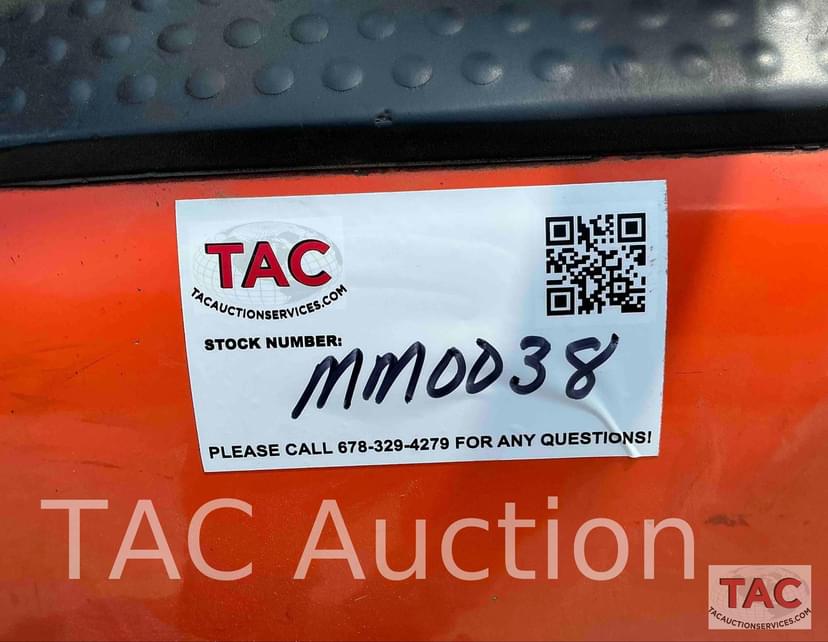 TAC
TACAUCTIONSERVICES.COM
STOCK NUMBER:
MM0038
PLEASE CALL 678-329-4279 FOR ANY QUESTIONS!
TAC Auction
TAC
TACAUCTIONSERVICES.COM